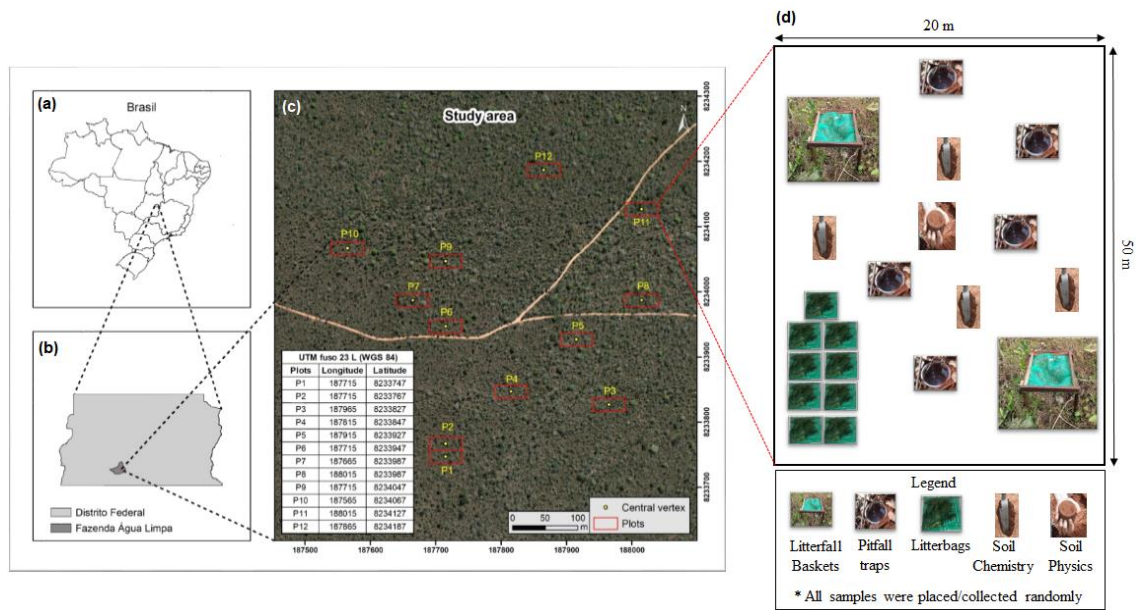 (a)
Brasil
(b)
Distrito Federal
Fazenda Água Limpa
(c)
Study area
N
P12
P11
P10
P9
P7
P8
P6
P5
P4
P3
P2
P1
UTM fuso 23 L (WGS 84)
Plots Longitude Latitude
P1 187715 8233747
P2 187715 8233767
P3 187965 8233827
P4 187815 8233847
P5 187915 8233927
P6 187715 8233947
P7 187665 8233987
P8 188015 8233987
P9 187715 8234047
P10 187565 8234067
P11 188015 8234127
P12 187865 8234187
Central vertex
Plots
0 50 100
m
187500 187600 187700 187800 187900 188000
8234300
8234200
8234100
8234000
8233900
8233800
8233700
(d)
20 m
50 m
Legend
Litterfall Baskets
Pitfall traps
Litterbags
Soil Chemistry
Soil Physics
* All samples were placed/collected randomly